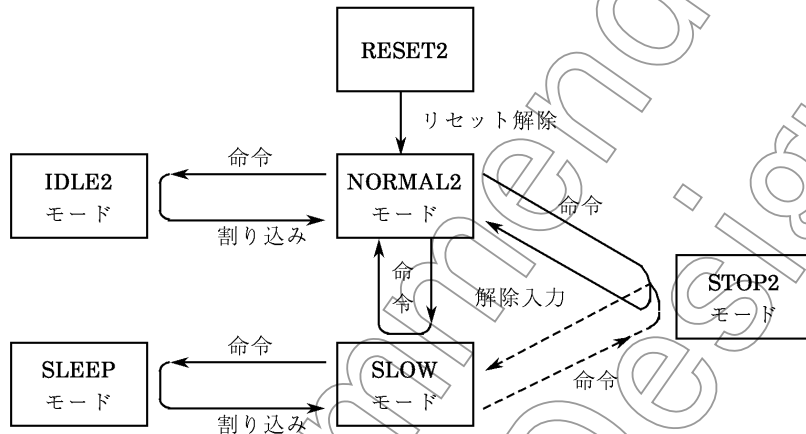 RESET2
リセット解除
IDLE2
モード
命令
割り込み
NORMAL2
モード
命令
命
令
解除入力
STOP2
モード
SLEEP
モード
命令
割り込み
SLOW
モード
命令